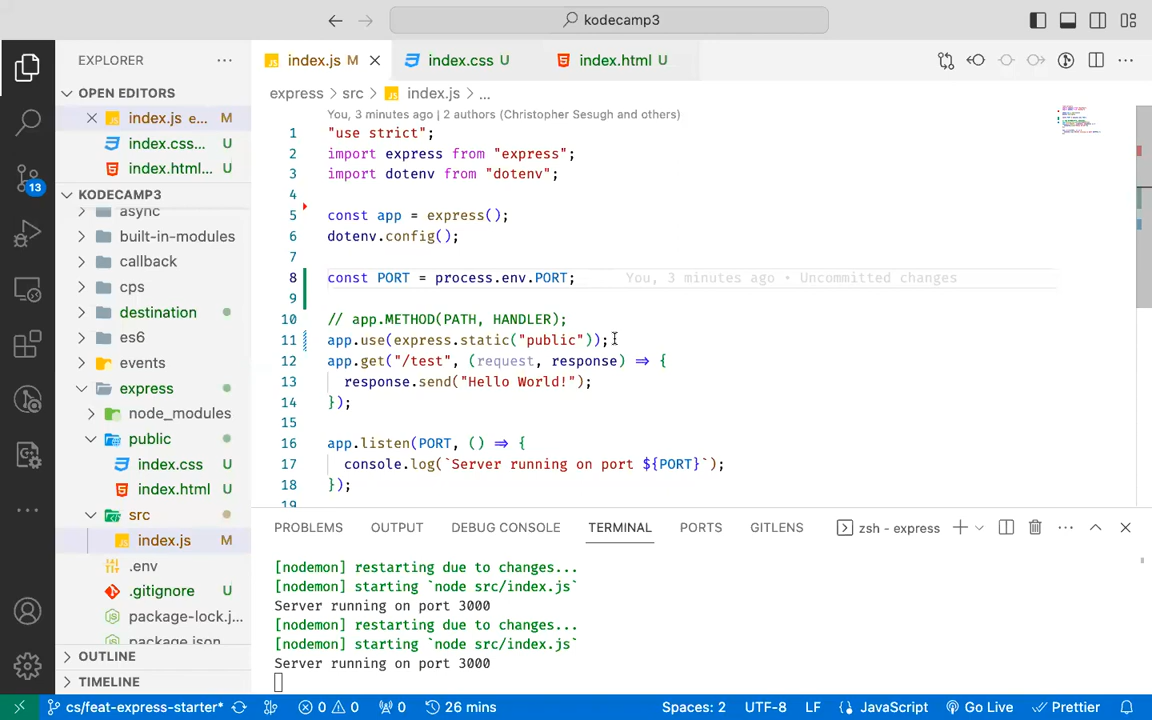 kodecamp3
EXPLORER
index.js M
index.css U
index.html U
express > src > index.js > ...
OPEN EDITORS
index.js e... M
index.css... U
index.html... U
KODECAMP3
async
built-in-modules
callback
cps
destination
es6
events
express
node_modules
public
index.css U
index.html U
src
index.js M
.env
.gitignore U
package-lock.j...
package.json
OUTLINE
TIMELINE
13
You, 3 minutes ago | 2 authors (Christopher Sesugh and others)
1 "use strict";
2 import express from "express";
3 import dotenv from "dotenv";
4
5 const app = express();
6 dotenv.config();
7
8 const PORT = process.env.PORT; You, 3 minutes ago • Uncommitted changes
9
10 // app.METHOD(PATH, HANDLER);
11 app.use(express.static("public"));
12 app.get("/test", (request, response) => {
13 response.send("Hello World!");
14 });
15
16 app.listen(PORT, () => {
17 console.log(`Server running on port ${PORT}`);
18 });
19
PROBLEMS OUTPUT DEBUG CONSOLE TERMINAL PORTS GITLENS zsh - express
[nodemon] restarting due to changes...
[nodemon] starting `node src/index.js`
Server running on port 3000
[nodemon] restarting due to changes...
[nodemon] starting `node src/index.js`
Server running on port 3000
cs/feat-express-starter* 0 0 0 26 mins Spaces: 2 UTF-8 LF JavaScript Go Live Prettier